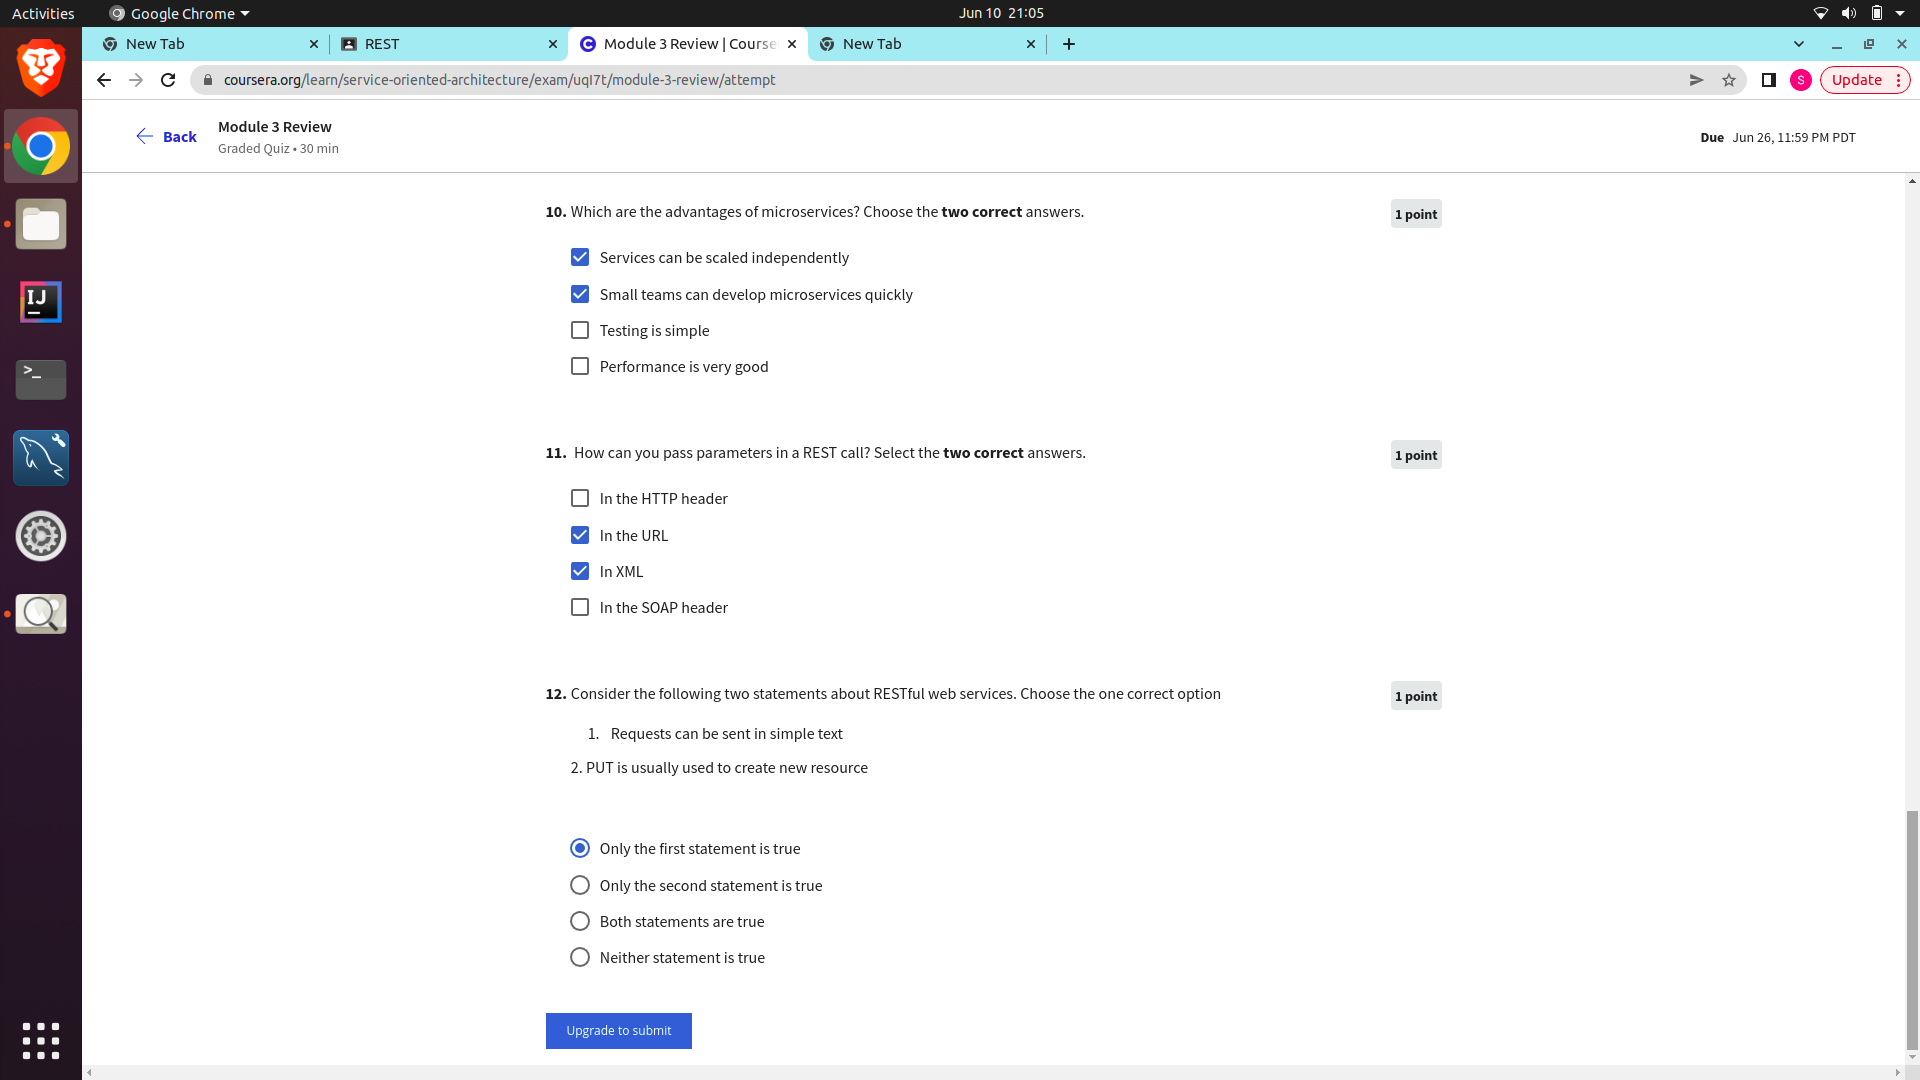 Activities
Google Chrome
Jun 10 21:05
New Tab
REST
Module 3 Review | Course
New Tab
coursera.org/learn/service-oriented-architecture/exam/uqI7t/module-3-review/attempt
S
Update
Back
Module 3 Review
Graded Quiz • 30 min
Due Jun 26, 11:59 PM PDT
10. Which are the advantages of microservices? Choose the two correct answers.
1 point
Services can be scaled independently
Small teams can develop microservices quickly
Testing is simple
Performance is very good
11. How can you pass parameters in a REST call? Select the two correct answers.
1 point
In the HTTP header
In the URL
In XML
In the SOAP header
12. Consider the following two statements about RESTful web services. Choose the one correct option
1 point
1. Requests can be sent in simple text
2. PUT is usually used to create new resource
Only the first statement is true
Only the second statement is true
Both statements are true
Neither statement is true
Upgrade to submit
IJ
>_